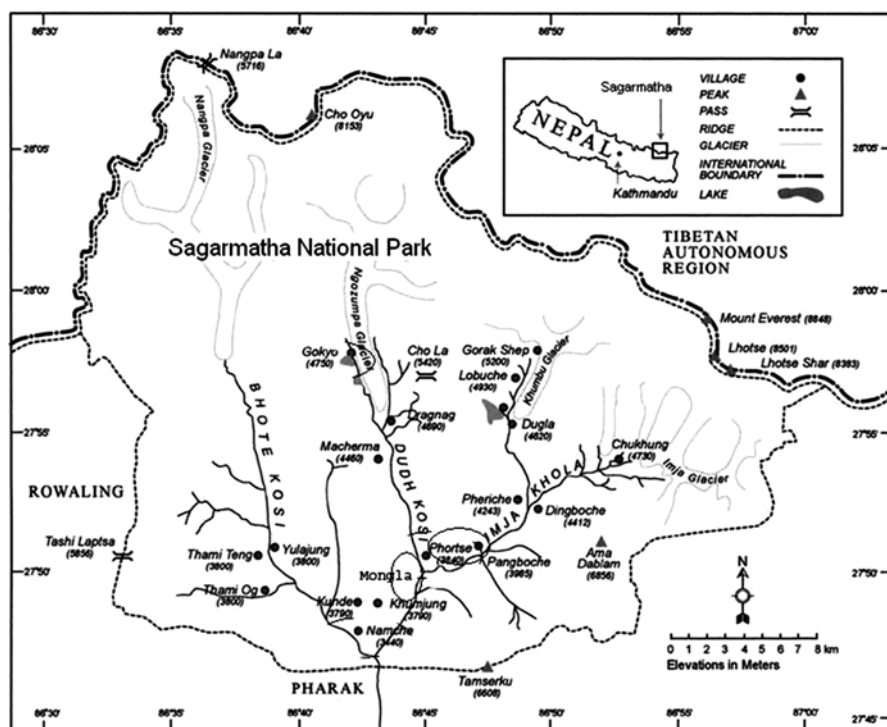 86°30' 86°35' 86°40' 86°45' 86°50' 86°55' 87°00'
Nangpa La
(5716)
Nangpa Glacier
Cho Oyu
(8153)
Sagarmatha
NEPAL
Kathmandu
VILLAGE
PEAK
PASS
RIDGE
GLACIER
INTERNATIONAL
BOUNDARY
LAKE
28°05'
28°05'
TIBETAN
AUTONOMOUS
REGION
Sagarmatha National Park
28°00'
28°00'
Ngozumpa Glacier
Mount Everest (8848)
Lhotse (8501)
Lhotse Shar (8383)
Gokyo
(4750)
Cho La
(5420)
Gorak Shep
(5200)
Lobuche
(4930)
Khumbu Glacier
BHOTE KOSI
Dragnag
(4690)
DUDH KOSI
Dugla
(4620)
27°55'
27°55'
Macherma
(4460)
Chukhung
(4730)
Imja Glacier
IMJA KHOLA
ROWALING
Pheriche
(4243)
Dingboche
(4412)
Tashi Laptsa
(5856)
Thami Teng
(3800)
Yulajung
(3800)
Phortse
(3840)
Pangboche
(3985)
Ama
Dablam
(6856)
27°50'
27°50'
Mongla
Thami Og
(3800)
Kunde
(3790)
Khumjung
(3790)
Namche
(3440)
N
0 1 2 4 6 8 km
Elevations in Meters
PHARAK
Tamserku
(6608)
86°30' 86°35' 86°40' 86°45' 86°50' 86°55' 87°00'
27°45'